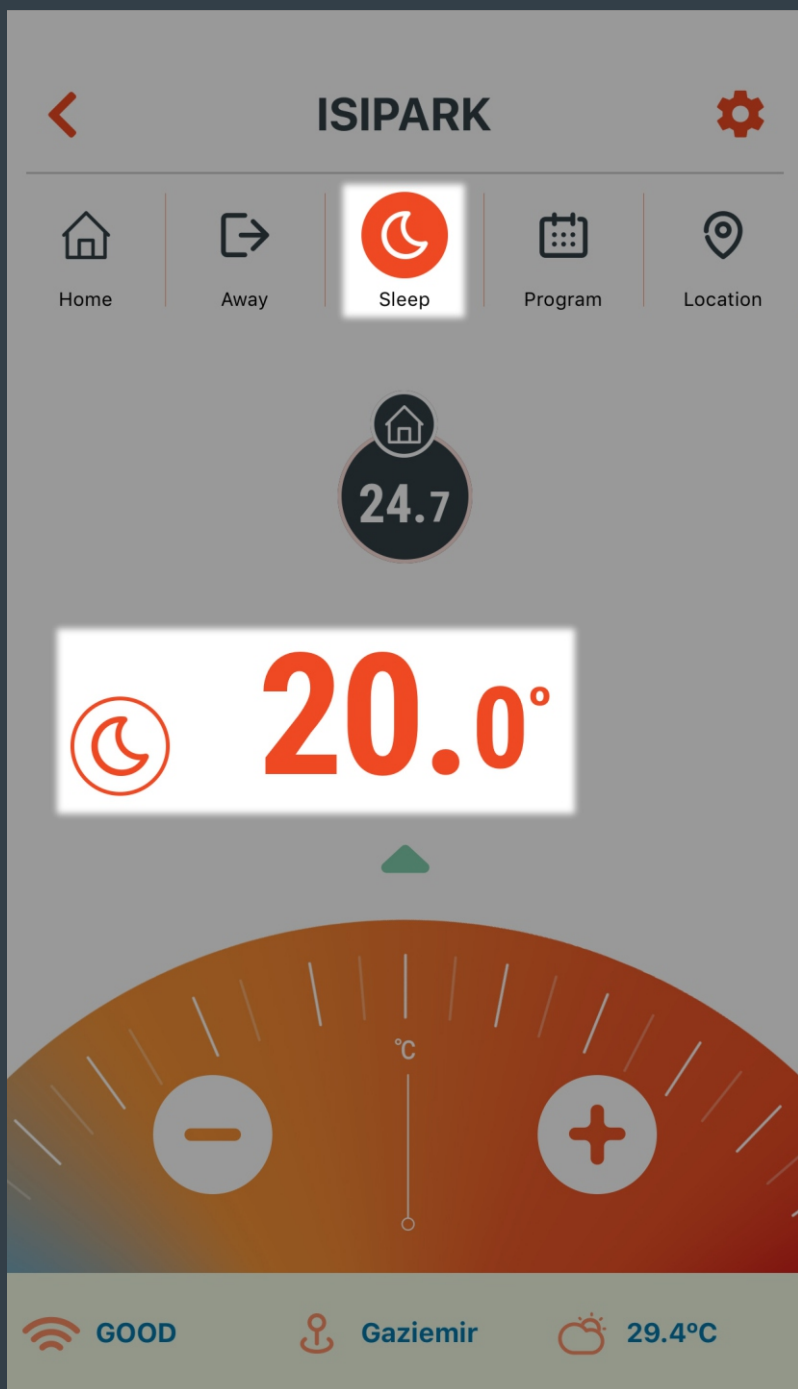 ISIPARK
Home Away Sleep Program Location
24.7
20.0°
°C
GOOD Gaziemir 29.4°C